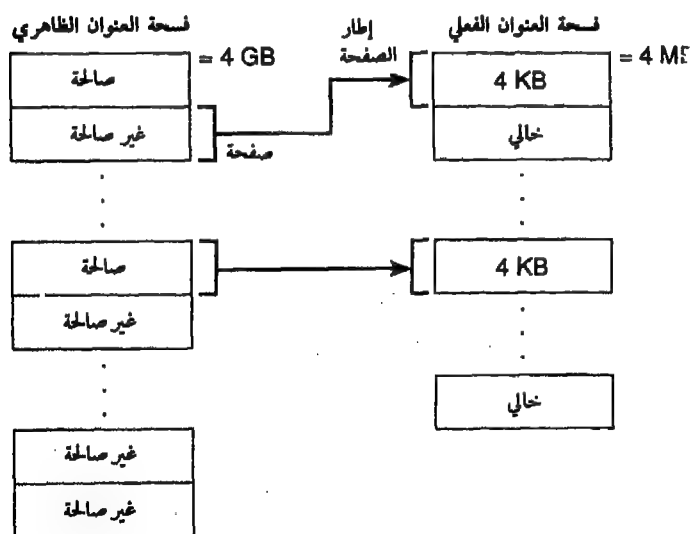 فسحة العنوان الظاهري
إطار الصفحة
فسحة العنوان الفعلي
صالحة
= 4 GB
4 KB
= 4 M
غير صالحة
صفحة
خالي
صالحة
4 KB
غير صالحة
خالي
غير صالحة
غير صالحة